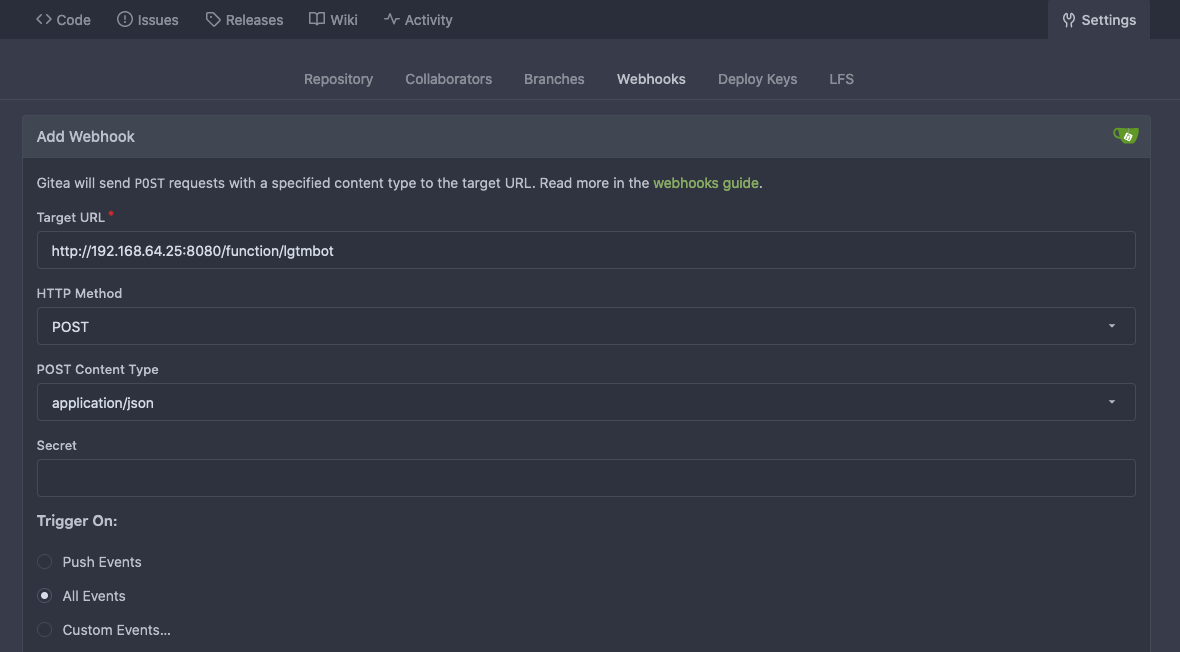 Code Issues Releases Wiki Activity Settings
Repository Collaborators Branches Webhooks Deploy Keys LFS
Add Webhook
Gitea will send POST requests with a specified content type to the target URL. Read more in the webhooks guide.
Target URL *
http://192.168.64.25:8080/function/lgtmbot
HTTP Method
POST
POST Content Type
application/json
Secret
Trigger On:
Push Events
All Events
Custom Events...